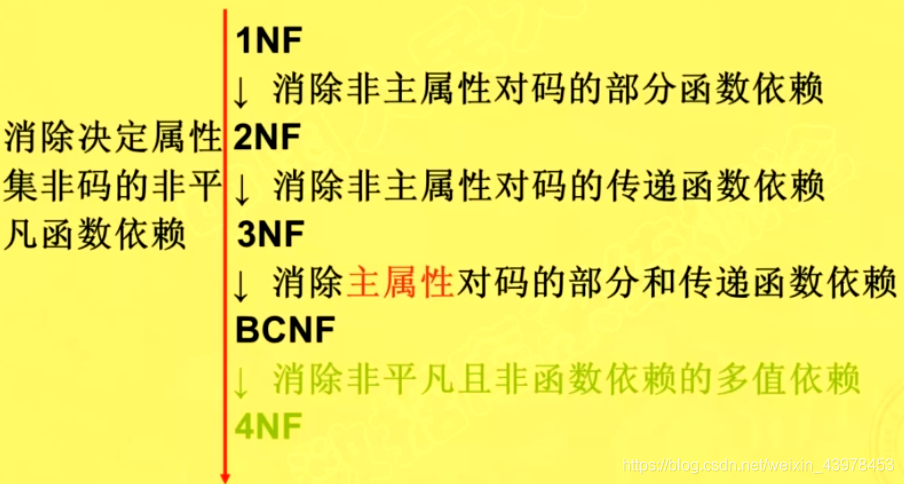 1NF
↓ 消除非主属性对码的部分函数依赖
消除决定属性
2NF
集非码的非平
↓ 消除非主属性对码的传递函数依赖
凡函数依赖
3NF
↓ 消除主属性对码的部分和传递函数依赖
BCNF
↓ 消除非平凡且非函数依赖的多值依赖
4NF
https://blog.csdn.net/weixin_43978453